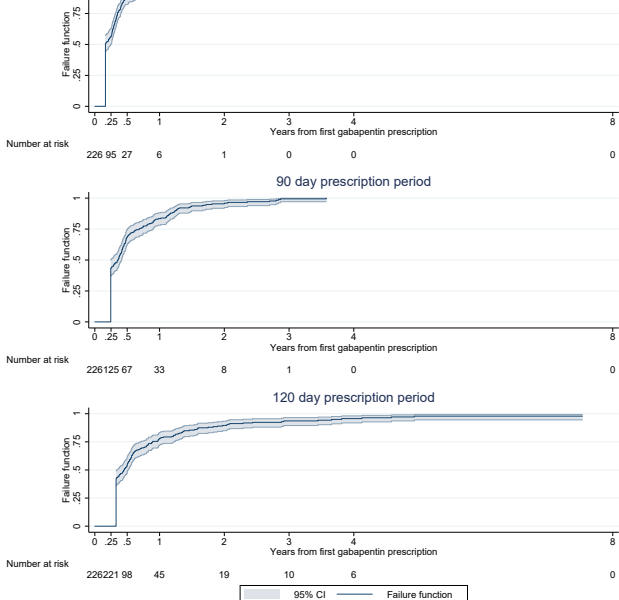 .75
.5
.25
0
Failure function
0 .25 .5 1 2 3 4 8
Years from first gabapentin prescription
Number at risk
226 95 27 6 1 0 0 0
90 day prescription period
1
.75
.5
.25
0
Failure function
0 .25 .5 1 2 3 4 8
Years from first gabapentin prescription
Number at risk
226 125 67 33 8 1 0 0
120 day prescription period
1
.75
.5
.25
0
Failure function
0 .25 .5 1 2 3 4 8
Years from first gabapentin prescription
Number at risk
226 221 98 45 19 10 6 0
95% CI Failure function